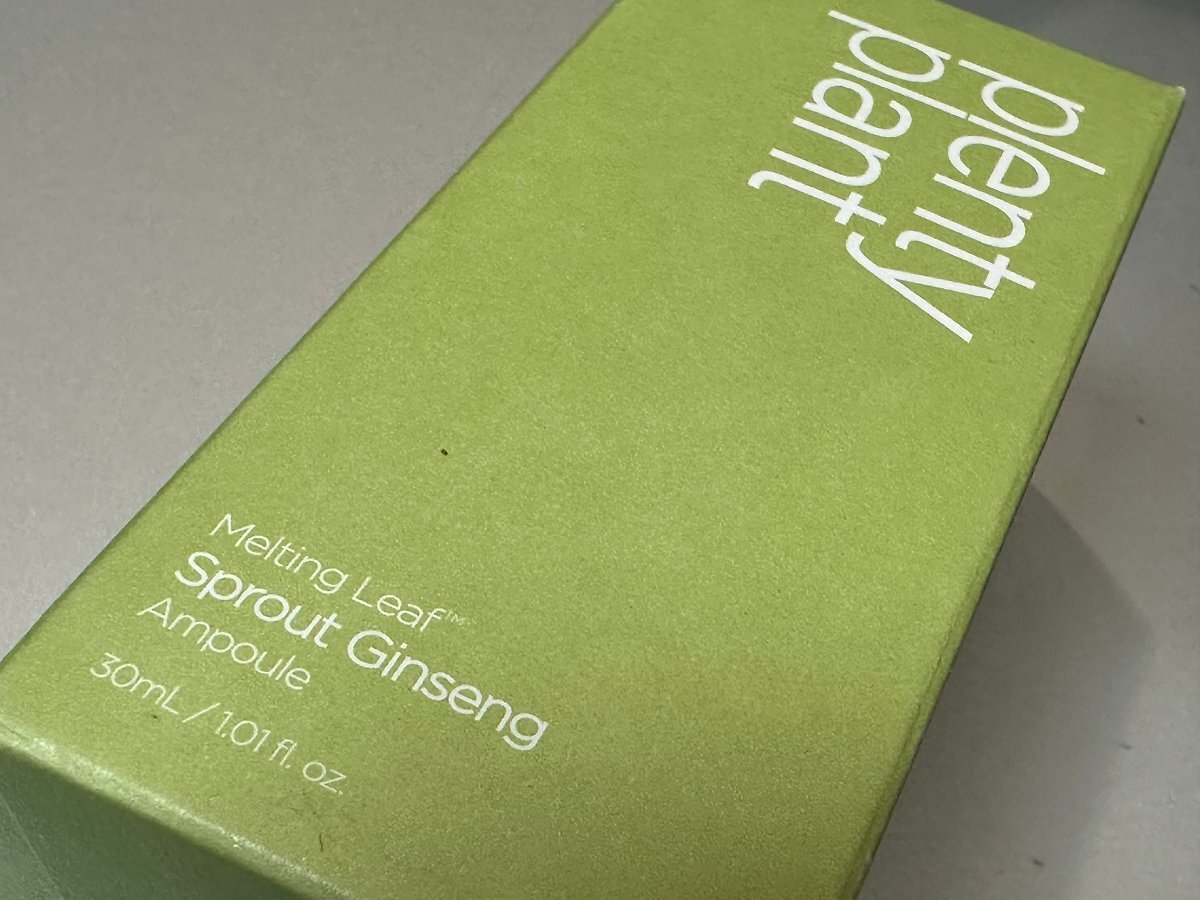 plenty
plant
Melting Leaf™
Sprout Ginseng
Ampoule
30mL / 1.01 fl. oz.